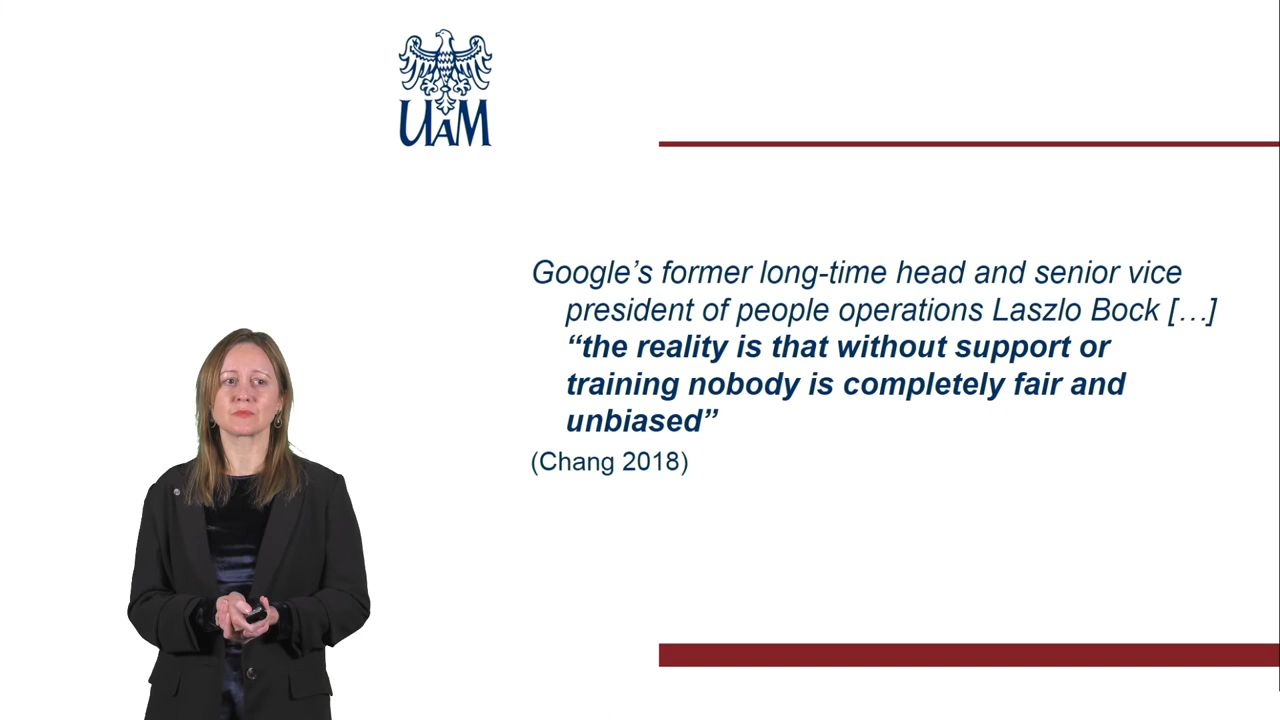 UAM
Google’s former long-time head and senior vice
president of people operations Laszlo Bock […]
“the reality is that without support or
training nobody is completely fair and
unbiased”
(Chang 2018)